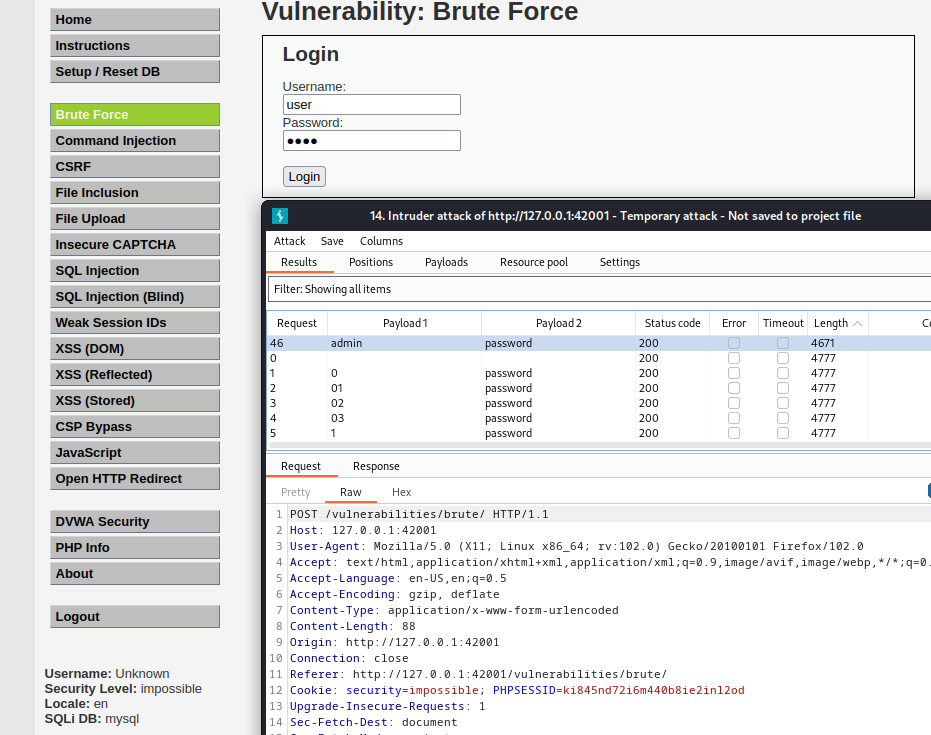 Vulnerability: Brute Force
Home
Instructions
Setup / Reset DB
Brute Force
Command Injection
CSRF
File Inclusion
File Upload
Insecure CAPTCHA
SQL Injection
SQL Injection (Blind)
Weak Session IDs
XSS (DOM)
XSS (Reflected)
XSS (Stored)
CSP Bypass
JavaScript
Open HTTP Redirect
DVWA Security
PHP Info
About
Logout
Username: Unknown
Security Level: impossible
Locale: en
SQLi DB: mysql
Login
Username:
user
Password:
●●●●
Login
14. Intruder attack of http://127.0.0.1:42001 - Temporary attack - Not saved to project file
Attack Save Columns
Results Positions Payloads Resource pool Settings
Filter: Showing all items
Request Payload 1 Payload 2 Status code Error Timeout Length Co
46 admin password 200 4671
0 200 4777
1 0 password 200 4777
2 01 password 200 4777
3 02 password 200 4777
4 03 password 200 4777
5 1 password 200 4777
Request Response
Pretty Raw Hex
1 POST /vulnerabilities/brute/ HTTP/1.1
2 Host: 127.0.0.1:42001
3 User-Agent: Mozilla/5.0 (X11; Linux x86_64; rv:102.0) Gecko/20100101 Firefox/102.0
4 Accept: text/html,application/xhtml+xml,application/xml;q=0.9,image/avif,image/webp,*/*;q=0.
5 Accept-Language: en-US,en;q=0.5
6 Accept-Encoding: gzip, deflate
7 Content-Type: application/x-www-form-urlencoded
8 Content-Length: 88
9 Origin: http://127.0.0.1:42001
10 Connection: close
11 Referer: http://127.0.0.1:42001/vulnerabilities/brute/
12 Cookie: security=impossible; PHPSESSID=ki845nd72i6m440b8ie2in12od
13 Upgrade-Insecure-Requests: 1
14 Sec-Fetch-Dest: document